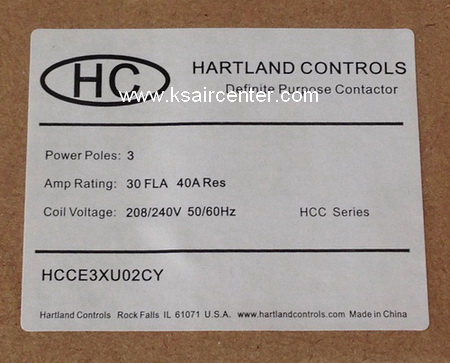 HC
HARTLAND CONTROLS
Definite Purpose Contactor
www.ksaircenter.com
Power Poles: 3
Amp Rating: 30 FLA 40A Res
Coil Voltage: 208/240V 50/60Hz HCC Series
HCCE3XU02CY
Hartland Controls Rock Falls IL 61071 U.S.A. www.hartlandcontrols.com Made in China